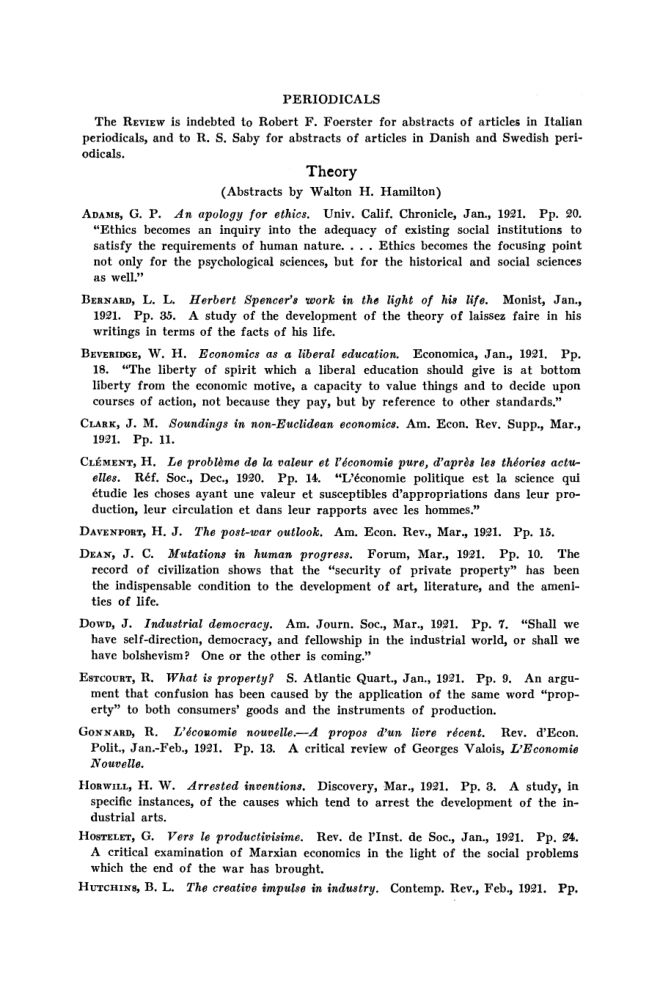 PERIODICALS
The REVIEW is indebted to Robert F. Foerster for abstracts of articles in Italian
periodicals, and to R. S. Saby for abstracts of articles in Danish and Swedish peri-
odicals.
Theory
(Abstracts by Walton H. Hamilton)
ADAMS, G. P. An apology for ethics. Univ. Calif. Chronicle, Jan., 1921. Pp. 20.
"Ethics becomes an inquiry into the adequacy of existing social institutions to
satisfy the requirements of human nature. . . . Ethics becomes the focusing point
not only for the psychological sciences, but for the historical and social sciences
as well."
BERNARD, L. L. Herbert Spencer's work in the light of his life. Monist, Jan.,
1921. Pp. 35. A study of the development of the theory of laissez faire in his
writings in terms of the facts of his life.
BEVERIDGE, W. H. Economics as a liberal education. Economica, Jan., 1921. Pp.
18. "The liberty of spirit which a liberal education should give is at bottom
liberty from the economic motive, a capacity to value things and to decide upon
courses of action, not because they pay, but by reference to other standards."
CLARK, J. M. Soundings in non-Euclidean economics. Am. Econ. Rev. Supp., Mar.,
1921. Pp. 11.
CLÉMENT, H. Le problème de la valeur et l'économie pure, d'après les théories actu-
elles. Réf. Soc., Dec., 1920. Pp. 14. "L'économie politique est la science qui
étudie les choses ayant une valeur et susceptibles d'appropriations dans leur pro-
duction, leur circulation et dans leur rapports avec les hommes."
DAVENPORT, H. J. The post-war outlook. Am. Econ. Rev., Mar., 1921. Pp. 15.
DEAN, J. C. Mutations in human progress. Forum, Mar., 1921. Pp. 10. The
record of civilization shows that the "security of private property" has been
the indispensable condition to the development of art, literature, and the ameni-
ties of life.
DOWD, J. Industrial democracy. Am. Journ. Soc., Mar., 1921. Pp. 7. "Shall we
have self-direction, democracy, and fellowship in the industrial world, or shall we
have bolshevism? One or the other is coming."
ESTCOURT, R. What is property? S. Atlantic Quart., Jan., 1921. Pp. 9. An argu-
ment that confusion has been caused by the application of the same word "prop-
erty" to both consumers' goods and the instruments of production.
GONNARD, R. L'économie nouvelle.—A propos d'un livre récent. Rev. d'Econ.
Polit., Jan.-Feb., 1921. Pp. 13. A critical review of Georges Valois, L'Economie
Nouvelle.
HORWILL, H. W. Arrested inventions. Discovery, Mar., 1921. Pp. 3. A study, in
specific instances, of the causes which tend to arrest the development of the in-
dustrial arts.
HOSTELET, G. Vers le productivisime. Rev. de l'Inst. de Soc., Jan., 1921. Pp. 24.
A critical examination of Marxian economics in the light of the social problems
which the end of the war has brought.
HUTCHINS, B. L. The creative impulse in industry. Contemp. Rev., Feb., 1921. Pp.